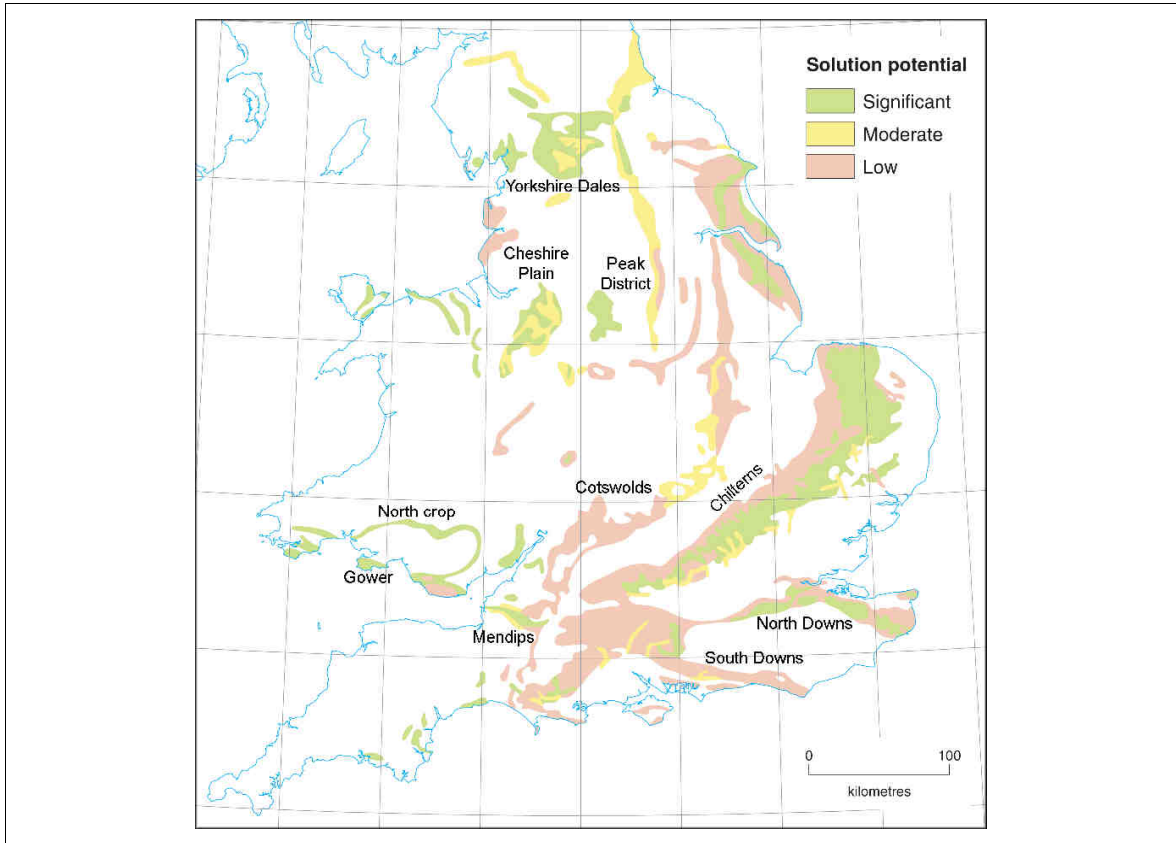 Solution potential
Significant
Moderate
Low
Yorkshire Dales
Cheshire
Plain
Peak
District
Cotswolds
Chilterns
North crop
Gower
Mendips
North Downs
South Downs
0 100
kilometres